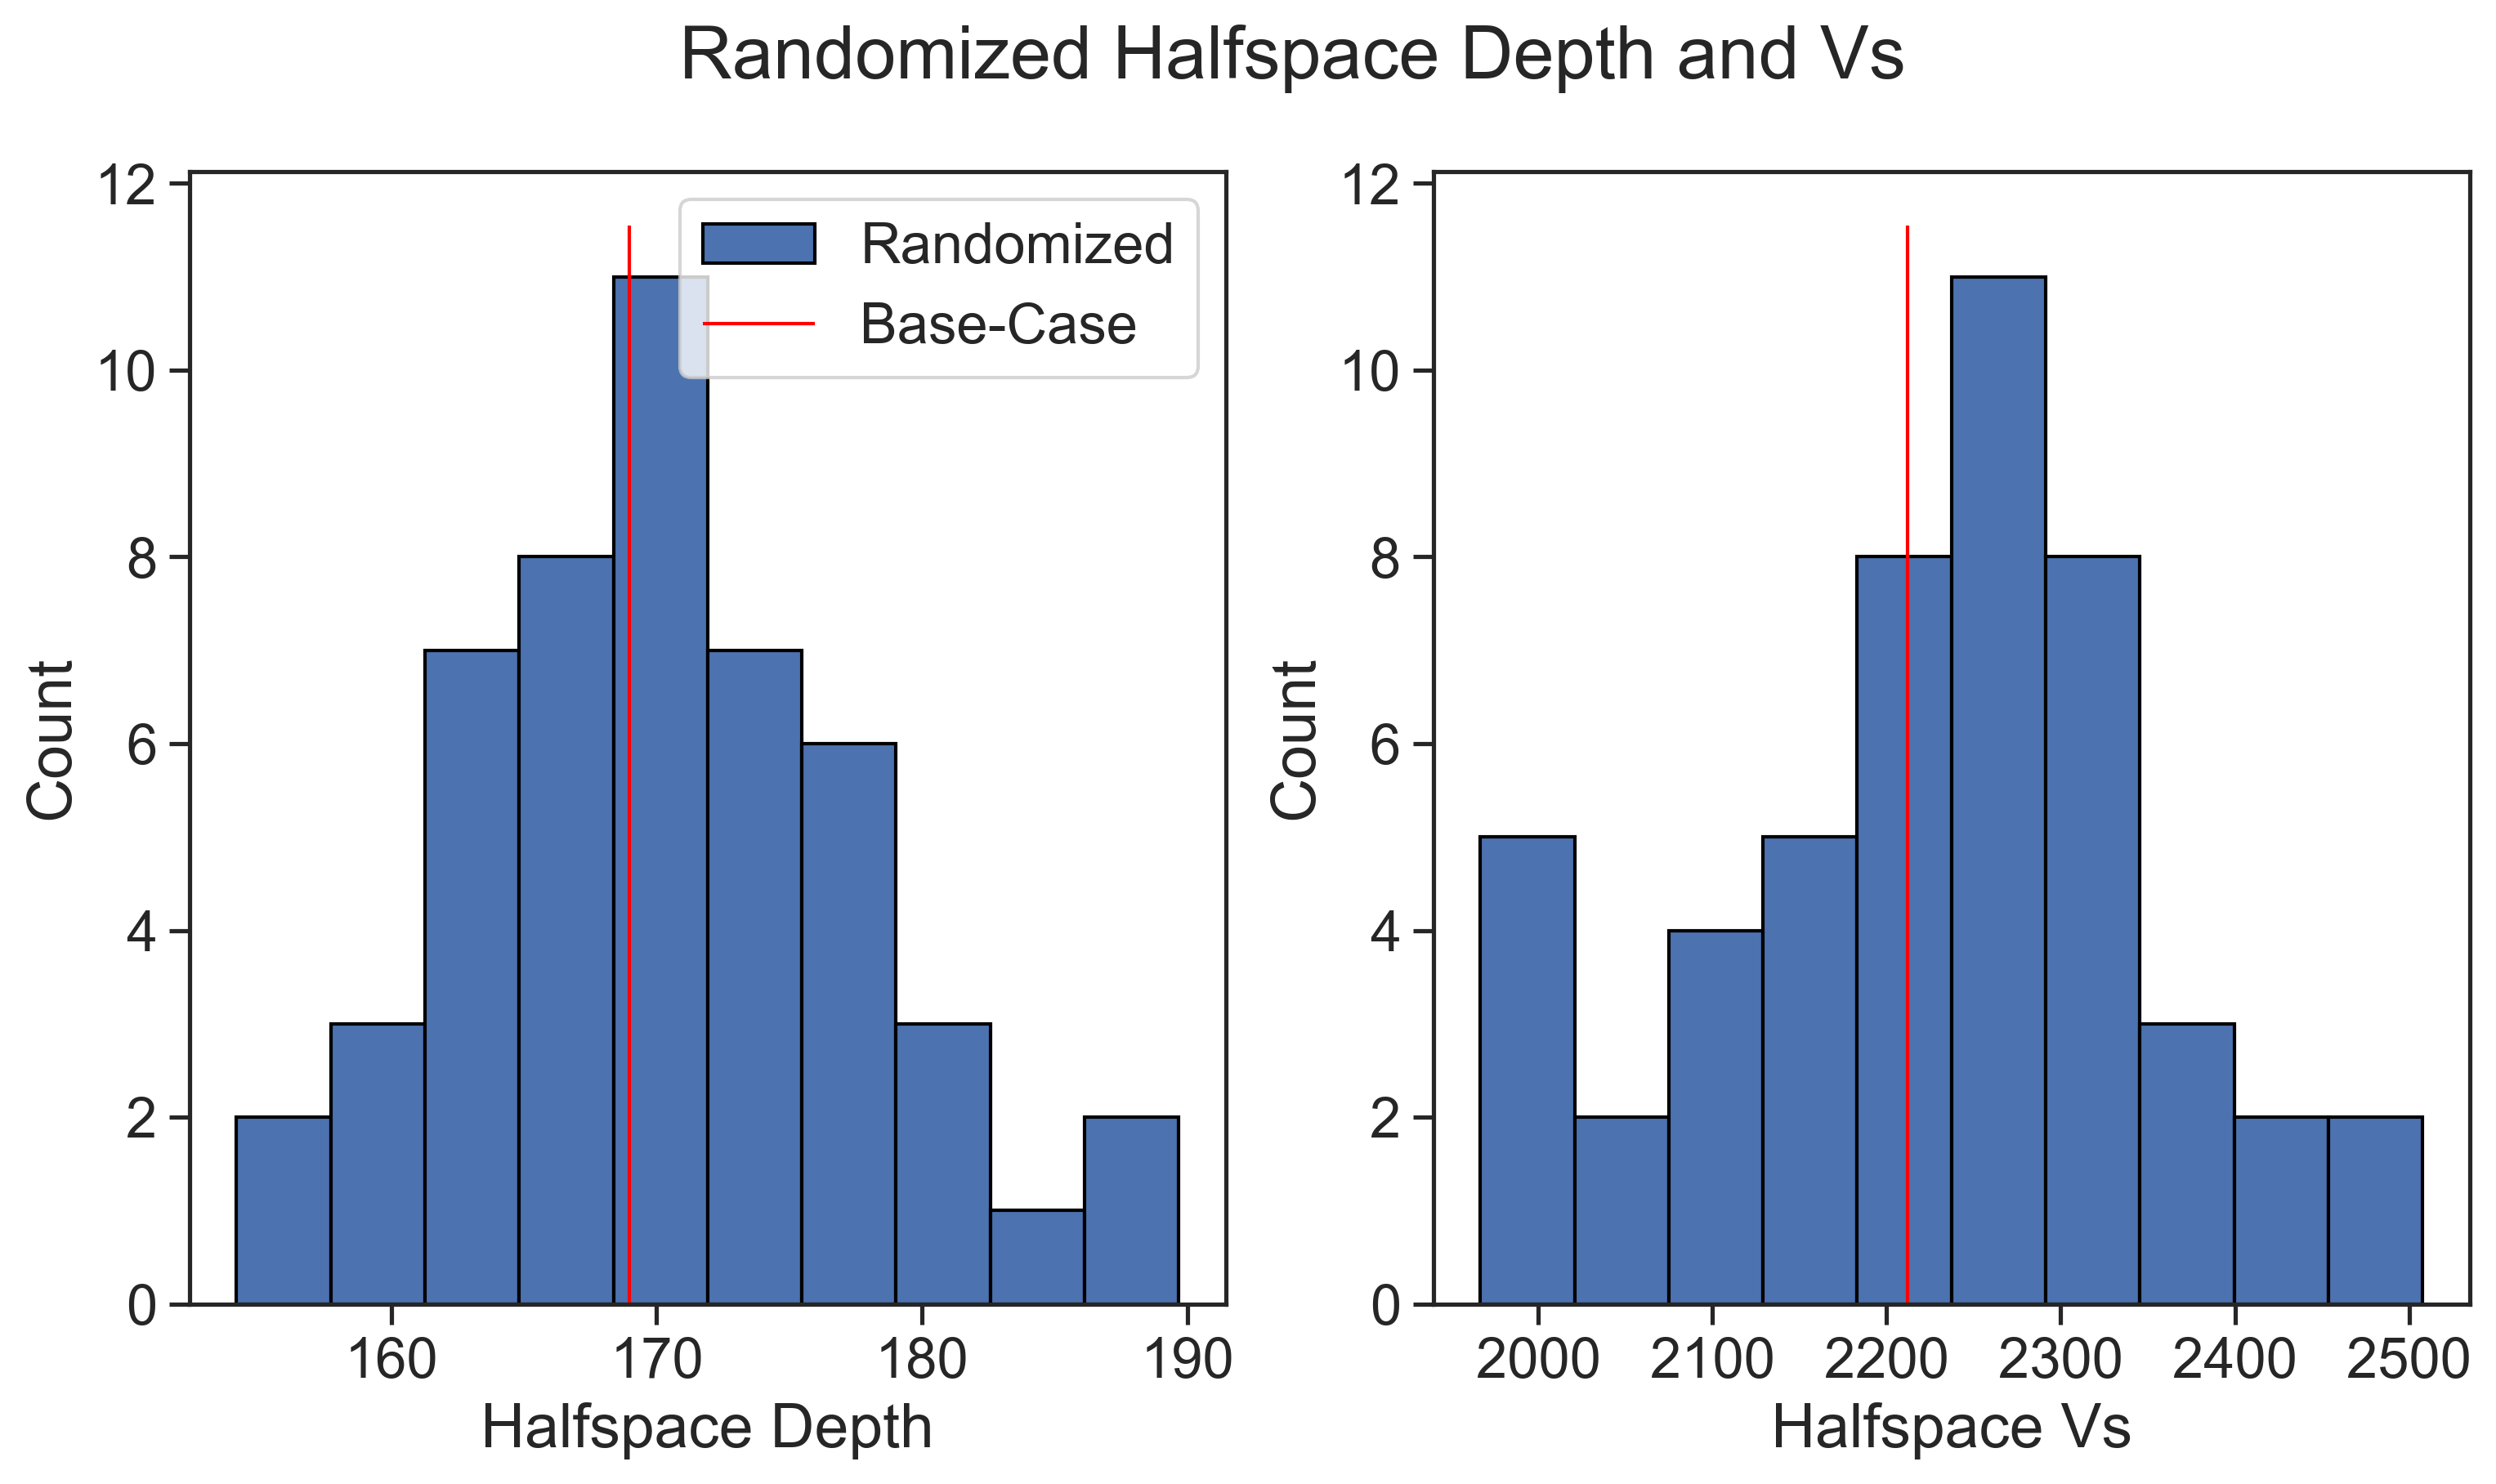 Randomized Halfspace Depth and Vs
12
10
8
6
4
2
0
Count
Randomized
Base-Case
160 170 180 190
Halfspace Depth
12
10
8
6
4
2
0
Count
2000 2100 2200 2300 2400 2500
Halfspace Vs